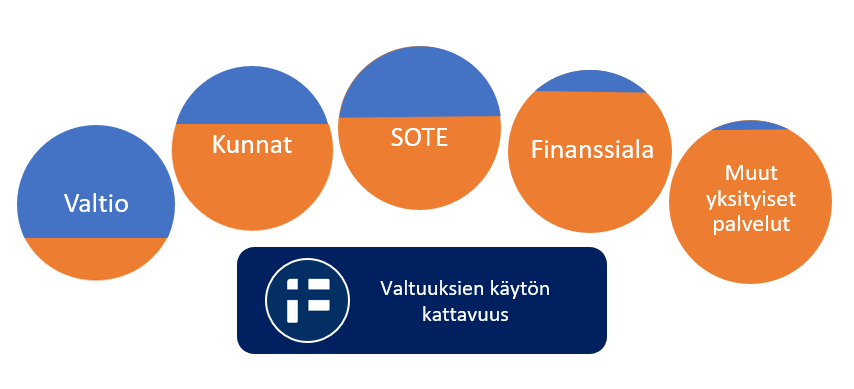 Valtio
Kunnat
SOTE
Finanssiala
Muut
yksityiset
palvelut
Valtuuksien käytön
kattavuus